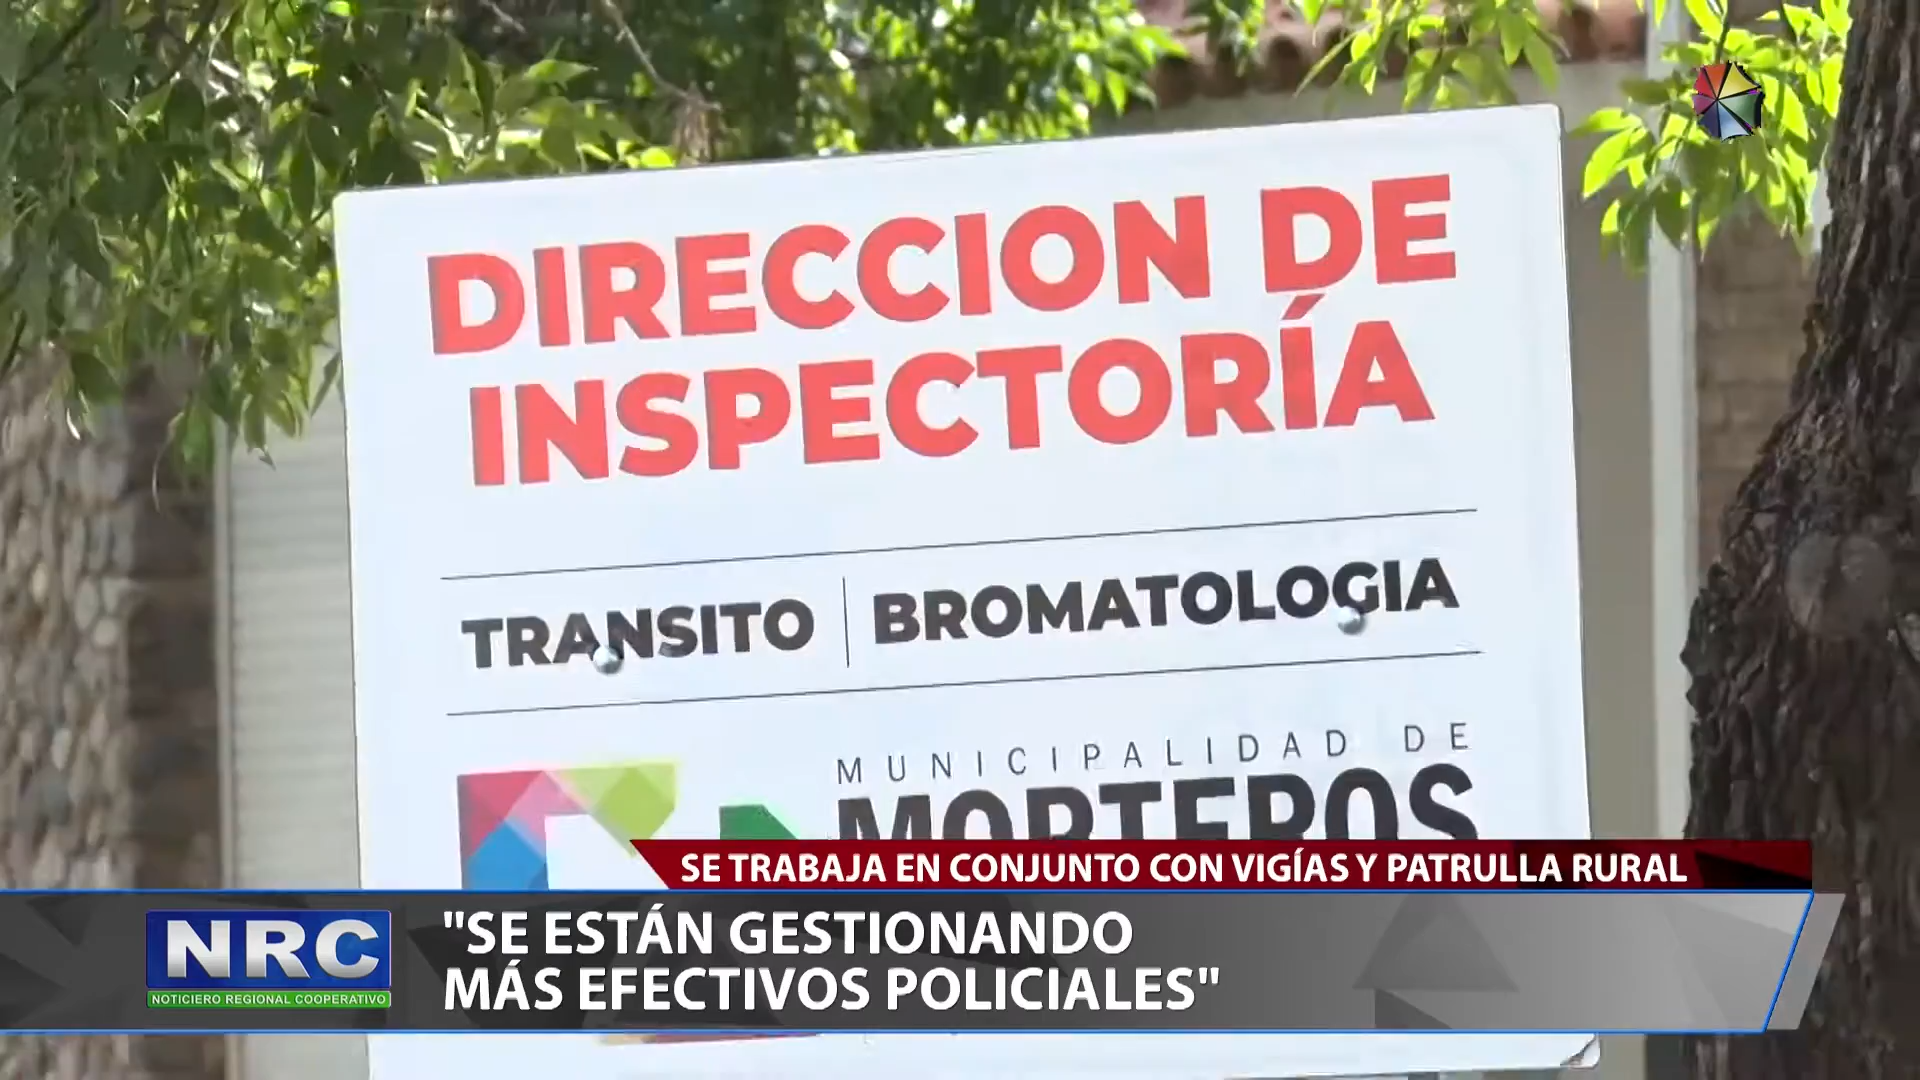 DIRECCION DE
INSPECTORÍA
TRANSITO | BROMATOLOGIA
MUNICIPALIDAD DE
MORTEROS
SE TRABAJA EN CONJUNTO CON VIGÍAS Y PATRULLA RURAL
NRC
NOTICIERO REGIONAL COOPERATIVO
"SE ESTÁN GESTIONANDO
MÁS EFECTIVOS POLICIALES"